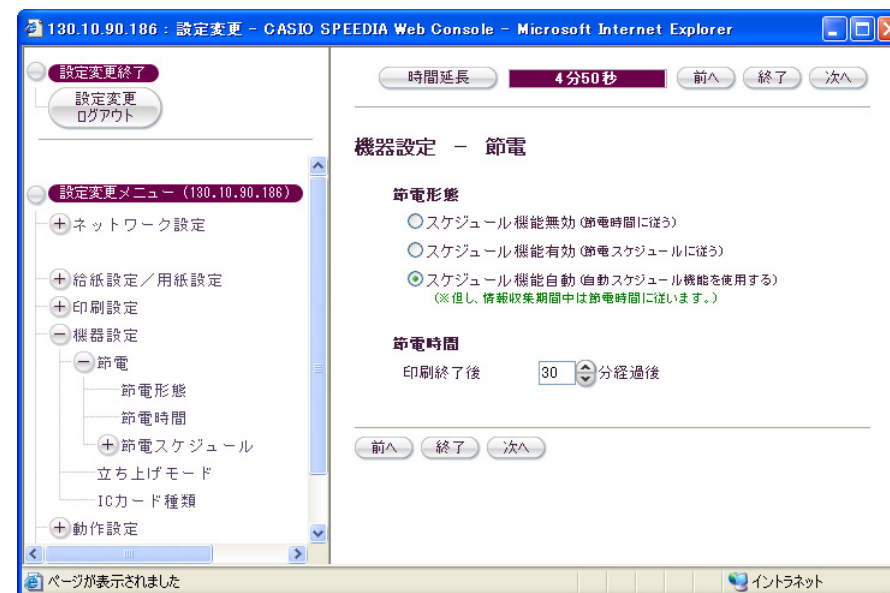 130.10.90.186 : 設定変更 - CASIO SPEEDIA Web Console - Microsoft Internet Explorer
設定変更終了
設定変更
ログアウト
設定変更メニュー (130.10.90.186)
ネットワーク設定
給紙設定／用紙設定
印刷設定
機器設定
節電
節電形態
節電時間
節電スケジュール
立ち上げモード
ICカード種類
動作設定
時間延長 4分50秒 前へ 終了 次へ
機器設定 － 節電
節電形態
スケジュール機能無効 (節電時間に従う)
スケジュール機能有効 (節電スケジュールに従う)
スケジュール機能自動 (自動スケジュール機能を使用する)
(※但し、情報収集期間中は節電時間に従います。)
節電時間
印刷終了後 30 分経過後
前へ 終了 次へ
ページが表示されました
イントラネット